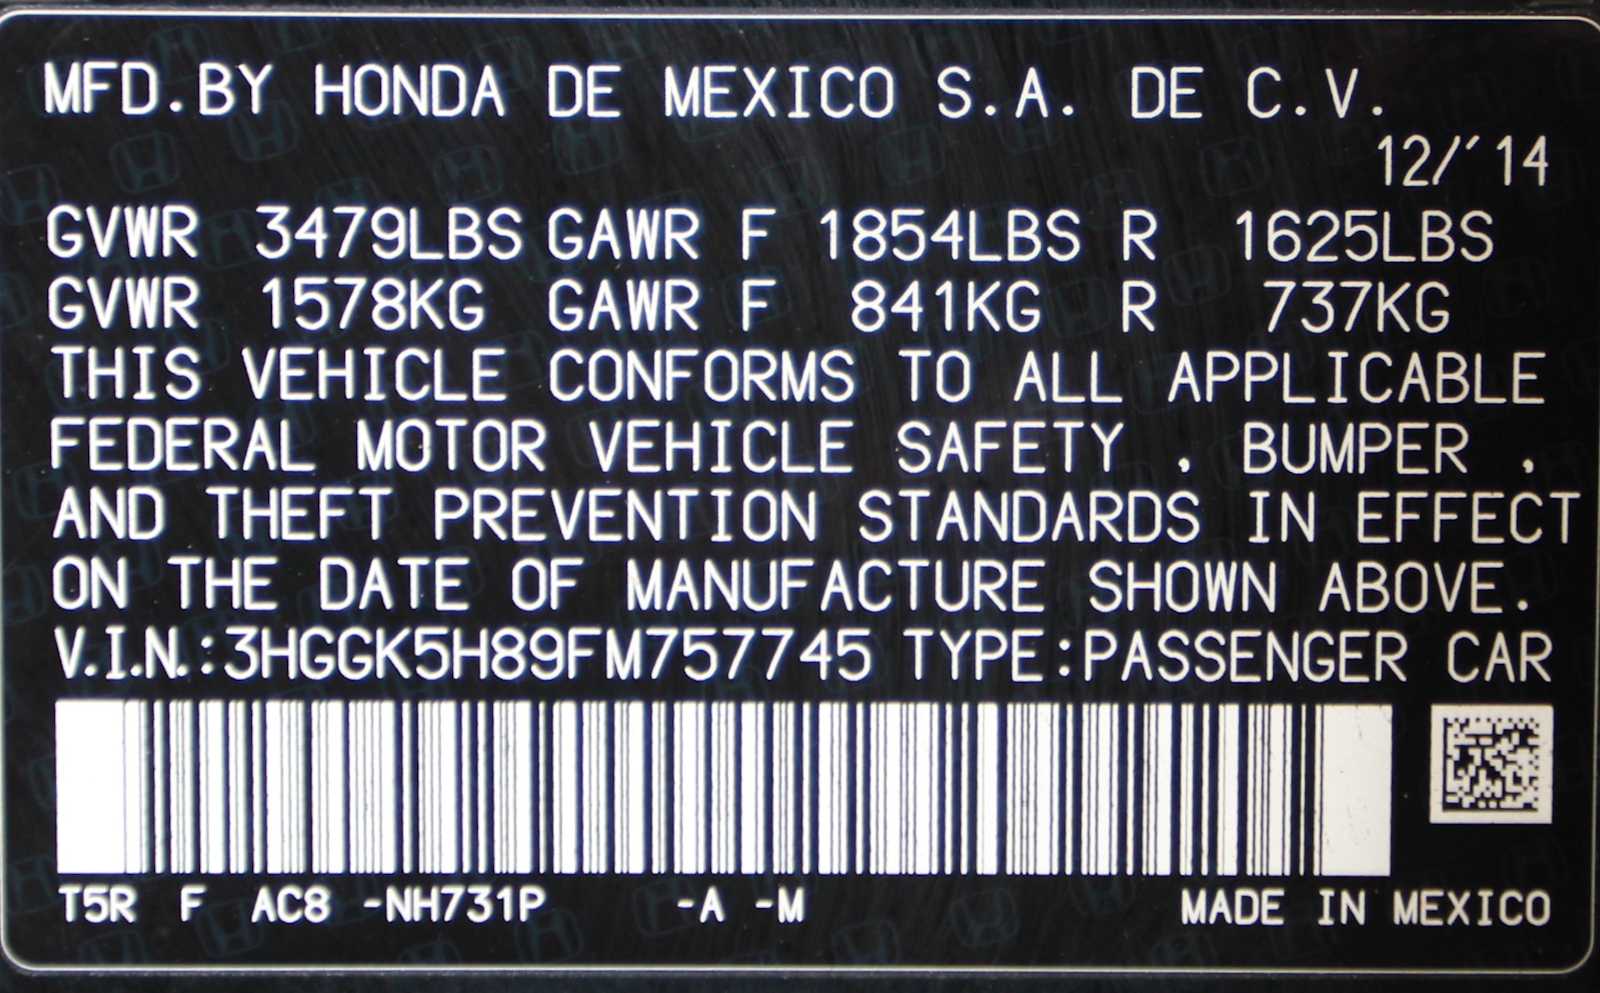 MFD.BY HONDA DE MEXICO S.A. DE C.V.
12/'14
GVWR 3479LBS GAWR F 1854LBS R 1625LBS
GVWR 1578KG GAWR F 841KG R 737KG
THIS VEHICLE CONFORMS TO ALL APPLICABLE
FEDERAL MOTOR VEHICLE SAFETY , BUMPER ,
AND THEFT PREVENTION STANDARDS IN EFFECT
ON THE DATE OF MANUFACTURE SHOWN ABOVE.
V.I.N.:3HGGK5H89FM757745 TYPE:PASSENGER CAR
T5R F AC8 -NH731P -A -M MADE IN MEXICO